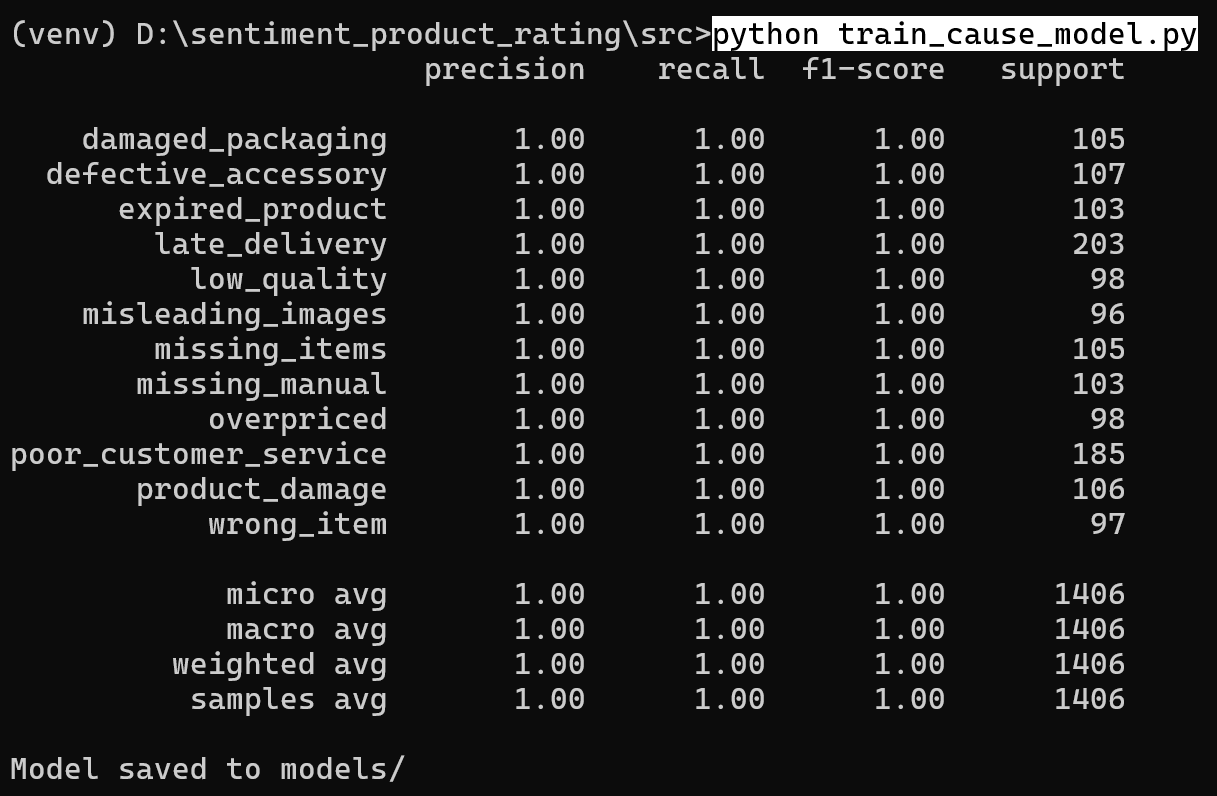 (venv) D:\sentiment_product_rating\src>python train_cause_model.py
precision recall f1-score support
damaged_packaging 1.00 1.00 1.00 105
defective_accessory 1.00 1.00 1.00 107
expired_product 1.00 1.00 1.00 103
late_delivery 1.00 1.00 1.00 203
low_quality 1.00 1.00 1.00 98
misleading_images 1.00 1.00 1.00 96
missing_items 1.00 1.00 1.00 105
missing_manual 1.00 1.00 1.00 103
overpriced 1.00 1.00 1.00 98
poor_customer_service 1.00 1.00 1.00 185
product_damage 1.00 1.00 1.00 106
wrong_item 1.00 1.00 1.00 97
micro avg 1.00 1.00 1.00 1406
macro avg 1.00 1.00 1.00 1406
weighted avg 1.00 1.00 1.00 1406
samples avg 1.00 1.00 1.00 1406
Model saved to models/